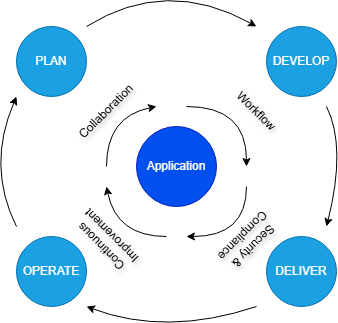 PLAN
DEVELOP
Collaboration
Workflow
Application
Continuous
Improvement
Security &
Compliance
OPERATE
DELIVER